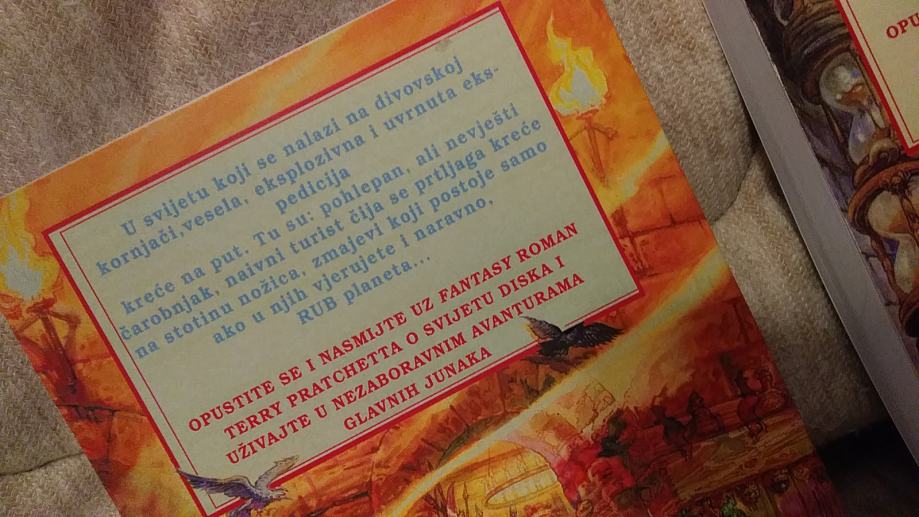 U svijetu koji se nalazi na divovskoj
kornjači,vesela, eksplozivna i uvrnuta eks-
pedicija
kreće na put. Tu su: pohlepan, ali nevješti
čarobnjak, naivni turist čija se prtljaga kreće
na stotinu nožica, zmajevi koji postoje samo
ako u njih vjerujete i naravno,
RUB planeta...
OPUSTITE SE I NASMIJTE UZ FANTASY ROMAN
TERRY PRATCHETTA O SVIJETU DISKA I
UŽIVAJTE U NEZABORAVNIM AVANTURAMA
GLAVNIH JUNAKA
OPU